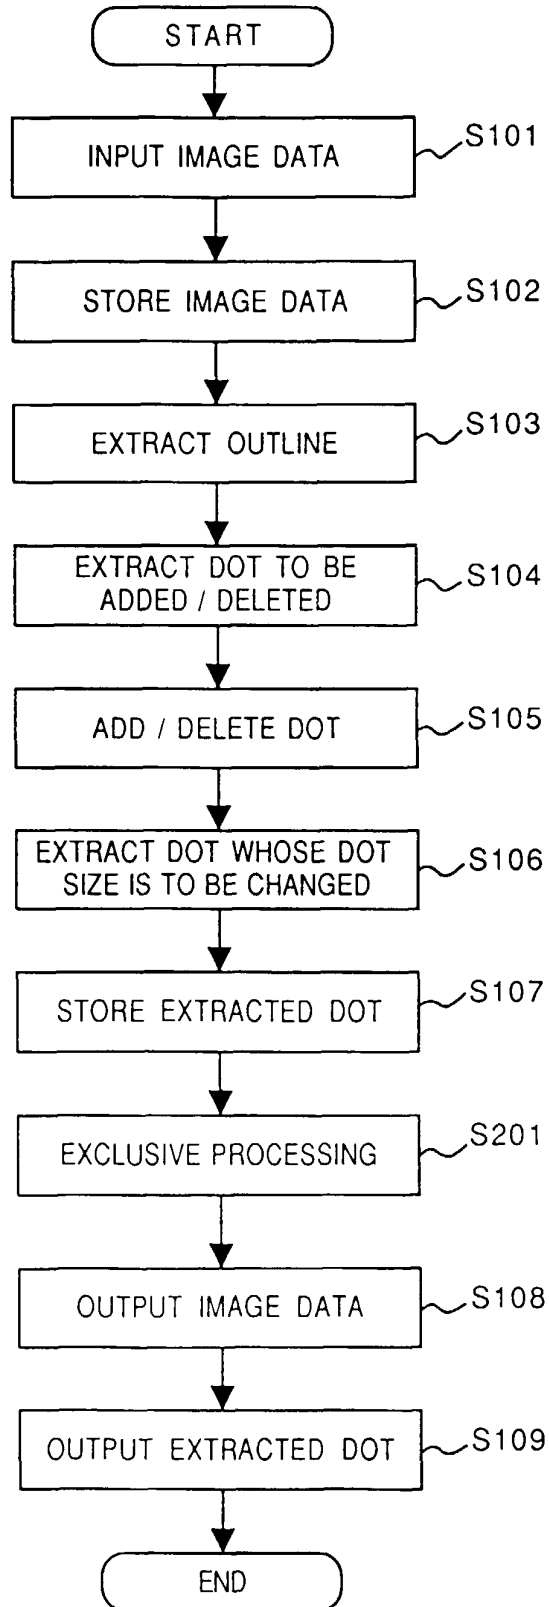 START
INPUT IMAGE DATA
S101
STORE IMAGE DATA
S102
EXTRACT OUTLINE
S103
EXTRACT DOT TO BE
ADDED / DELETED
S104
ADD / DELETE DOT
S105
EXTRACT DOT WHOSE DOT
SIZE IS TO BE CHANGED
S106
STORE EXTRACTED DOT
S107
EXCLUSIVE PROCESSING
S201
OUTPUT IMAGE DATA
S108
OUTPUT EXTRACTED DOT
S109
END